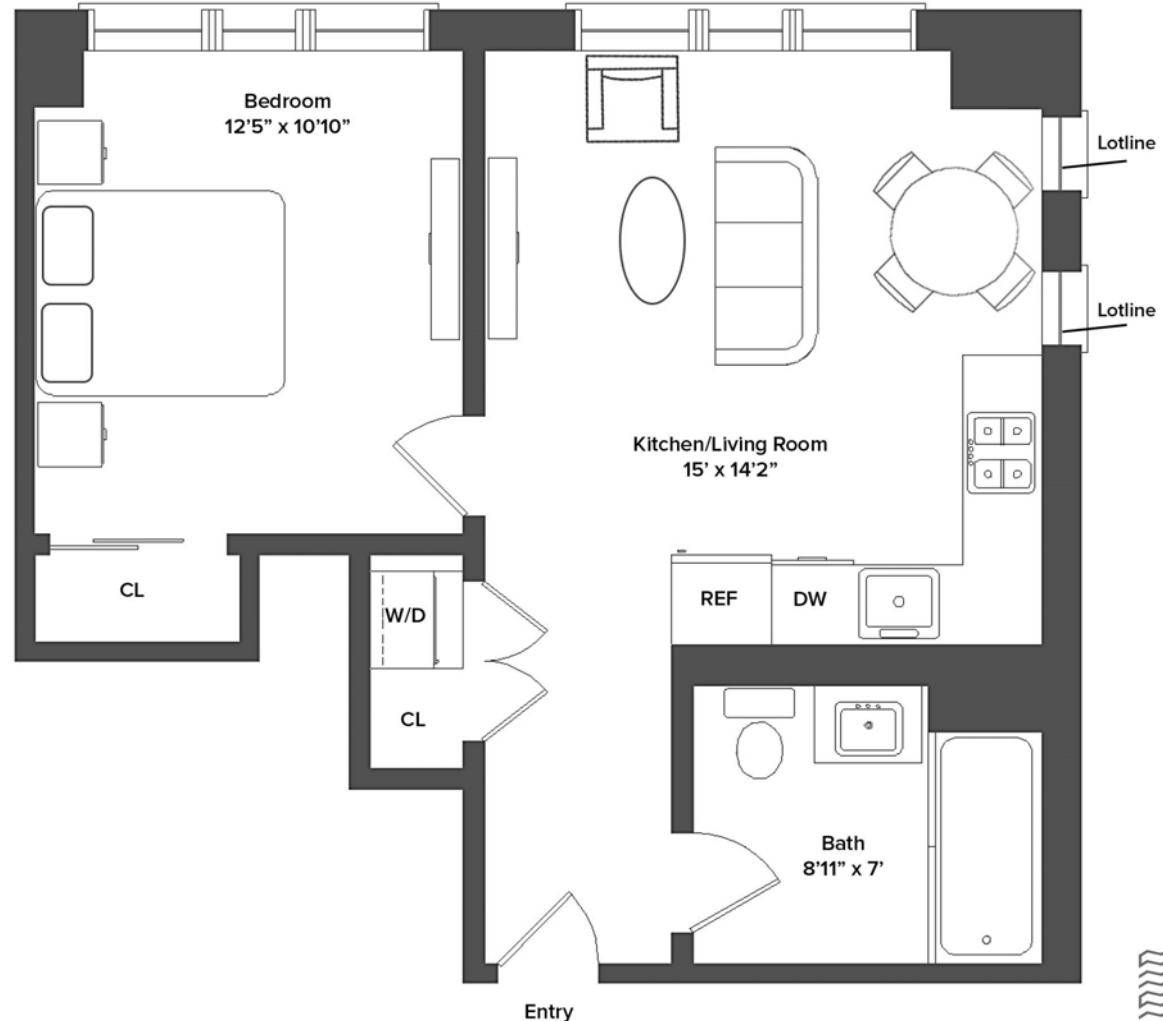 Bedroom
12’5” x 10’10”
Lotline
Lotline
Kitchen/Living Room
15’ x 14’2”
CL
W/D
REF
DW
CL
Bath
8’11” x 7’
Entry